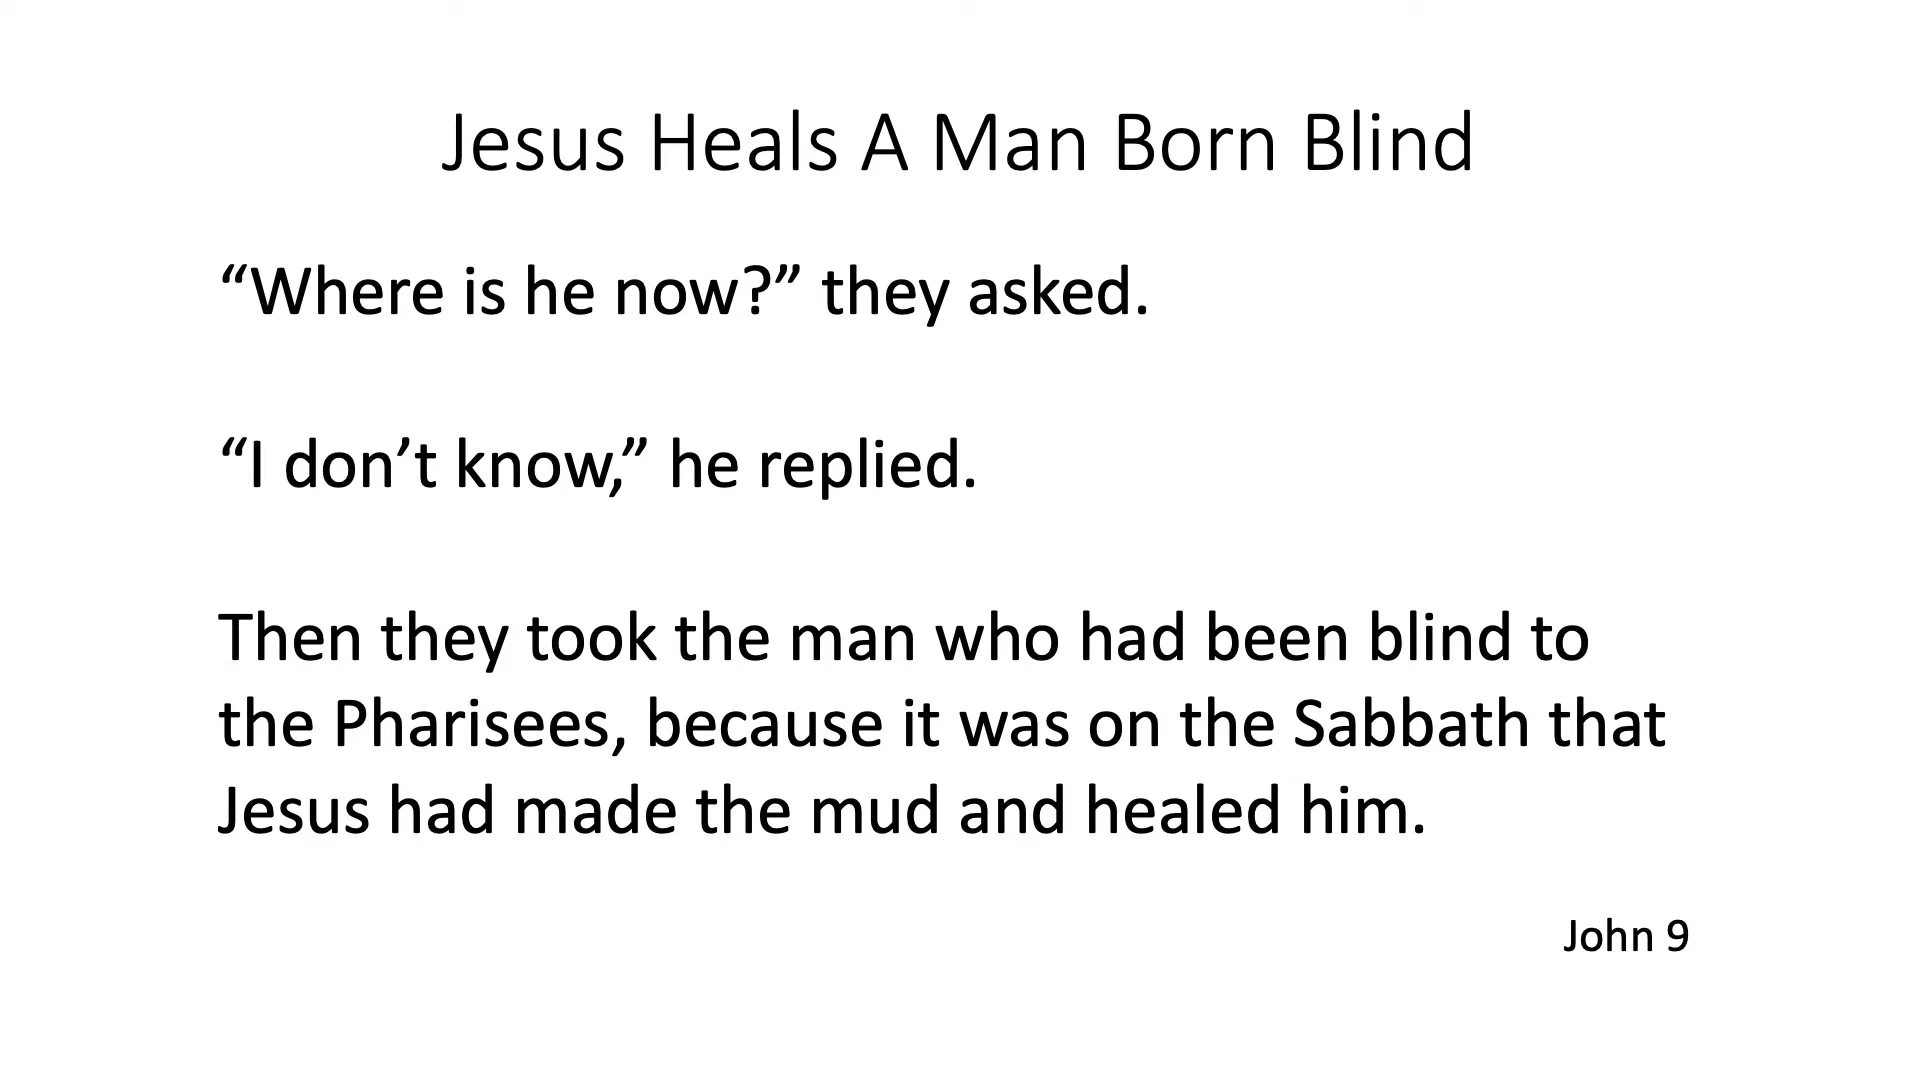 Jesus Heals A Man Born Blind
“Where is he now?” they asked.
“I don’t know,” he replied.
Then they took the man who had been blind to
the Pharisees, because it was on the Sabbath that
Jesus had made the mud and healed him.
John 9